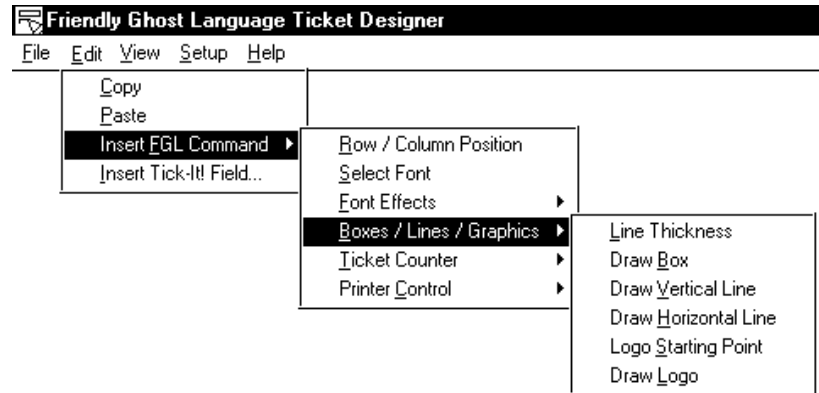 Friendly Ghost Language Ticket Designer
File Edit View Setup Help
Copy
Paste
Insert FGL Command
Insert Tick-It! Field...
Row / Column Position
Select Font
Font Effects
Boxes / Lines / Graphics
Ticket Counter
Printer Control
Line Thickness
Draw Box
Draw Vertical Line
Draw Horizontal Line
Logo Starting Point
Draw Logo